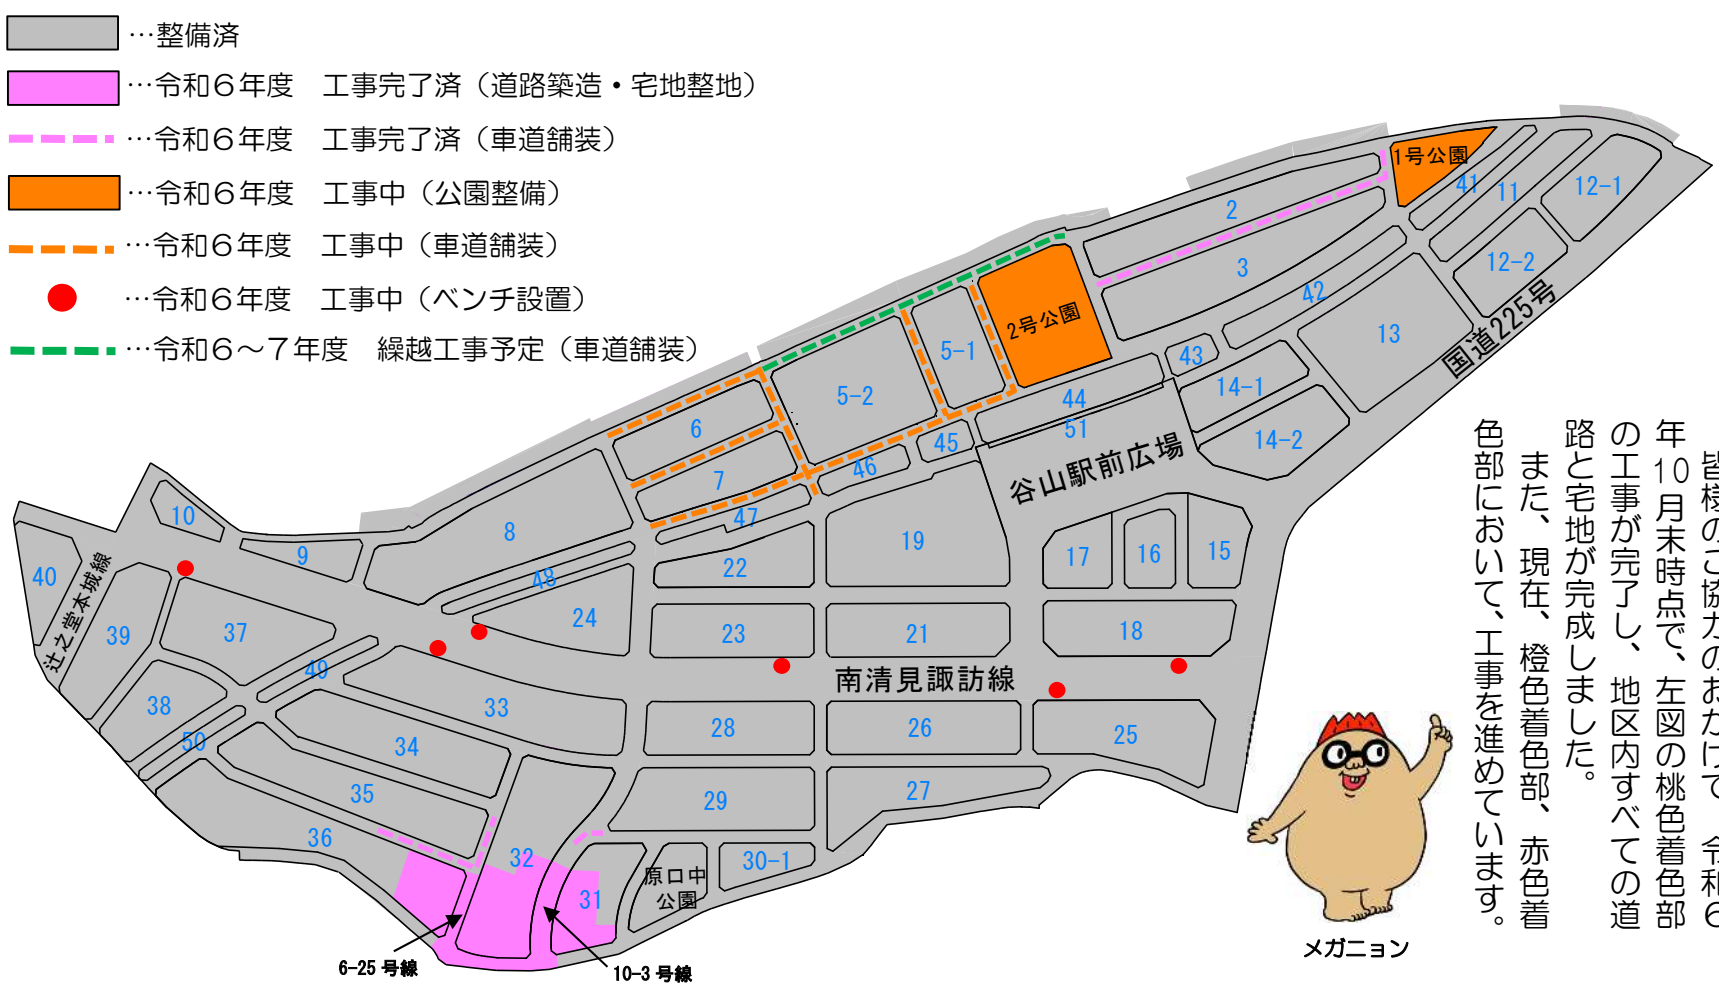 …整備済
…令和６年度　工事完了済（道路築造・宅地整地）
…令和６年度　工事完了済（車道舗装）
…令和６年度　工事中（公園整備）
…令和６年度　工事中（車道舗装）
…令和６年度　工事中（ベンチ設置）
…令和６～７年度　繰越工事予定（車道舗装）
1号公園
41
11
12-1
2
3
12-2
42
国道225号
13
2号公園
5-1
5-2
43
14-1
44
51
14-2
6
45
46
谷山駅前広場
7
47
8
10
9
19
22
17
16
15
40
辻之堂本城線
48
39
37
24
23
21
18
49
南清見諏訪線
38
33
50
34
28
26
25
35
29
27
36
32
30-1
31
原口中
公園
6-25 号線
10-3 号線
皆様のご協力のおかげで、令和６
年10月末時点で、左図の桃色着色部
の工事が完了し、地区内すべての道
路と宅地が完成しました。
また、現在、橙色着色部、赤色着
色部において、工事を進めています。
メガニョン